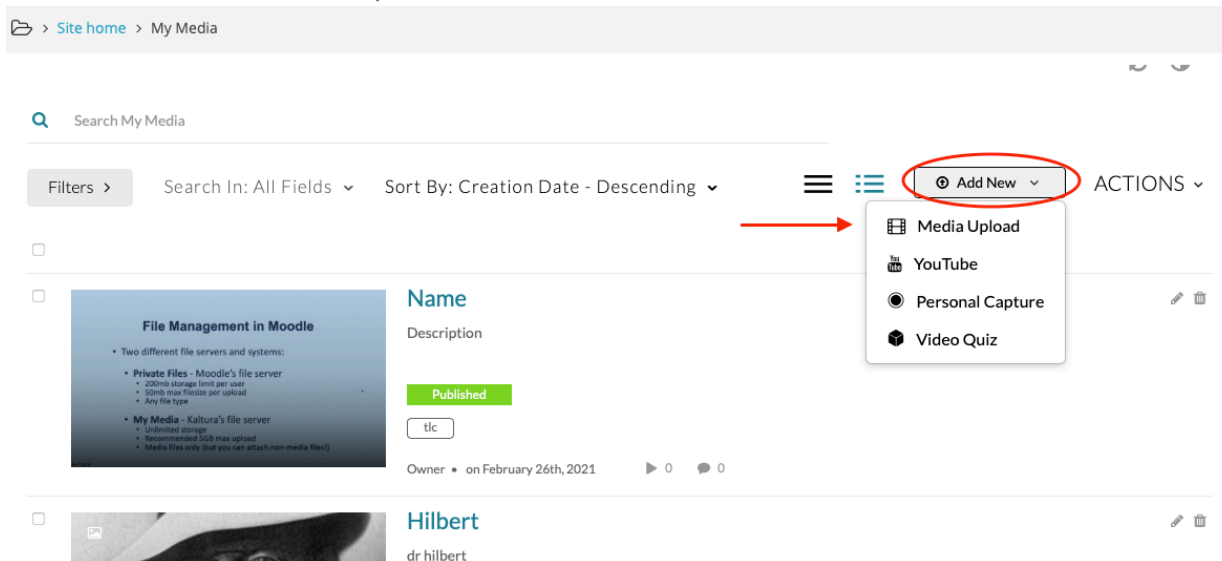 > Site home > My Media
Search My Media
Filters >
Search In: All Fields
Sort By: Creation Date - Descending
Add New
ACTIONS
Media Upload
You Tube YouTube
Personal Capture
Video Quiz
File Management in Moodle
• Two different file servers and systems:
• Private Files - Moodle's file server
• 200mb storage limit per user
• 50mb max filesize per upload
• Any file type
• My Media - Kaltura's file server
• Unlimited storage
• Recommended 5GB max upload
• Media files only (but you can attach non-media files!)
Name
Description
Published
tlc
Owner • on February 26th, 2021 0 0
Hilbert
dr hilbert